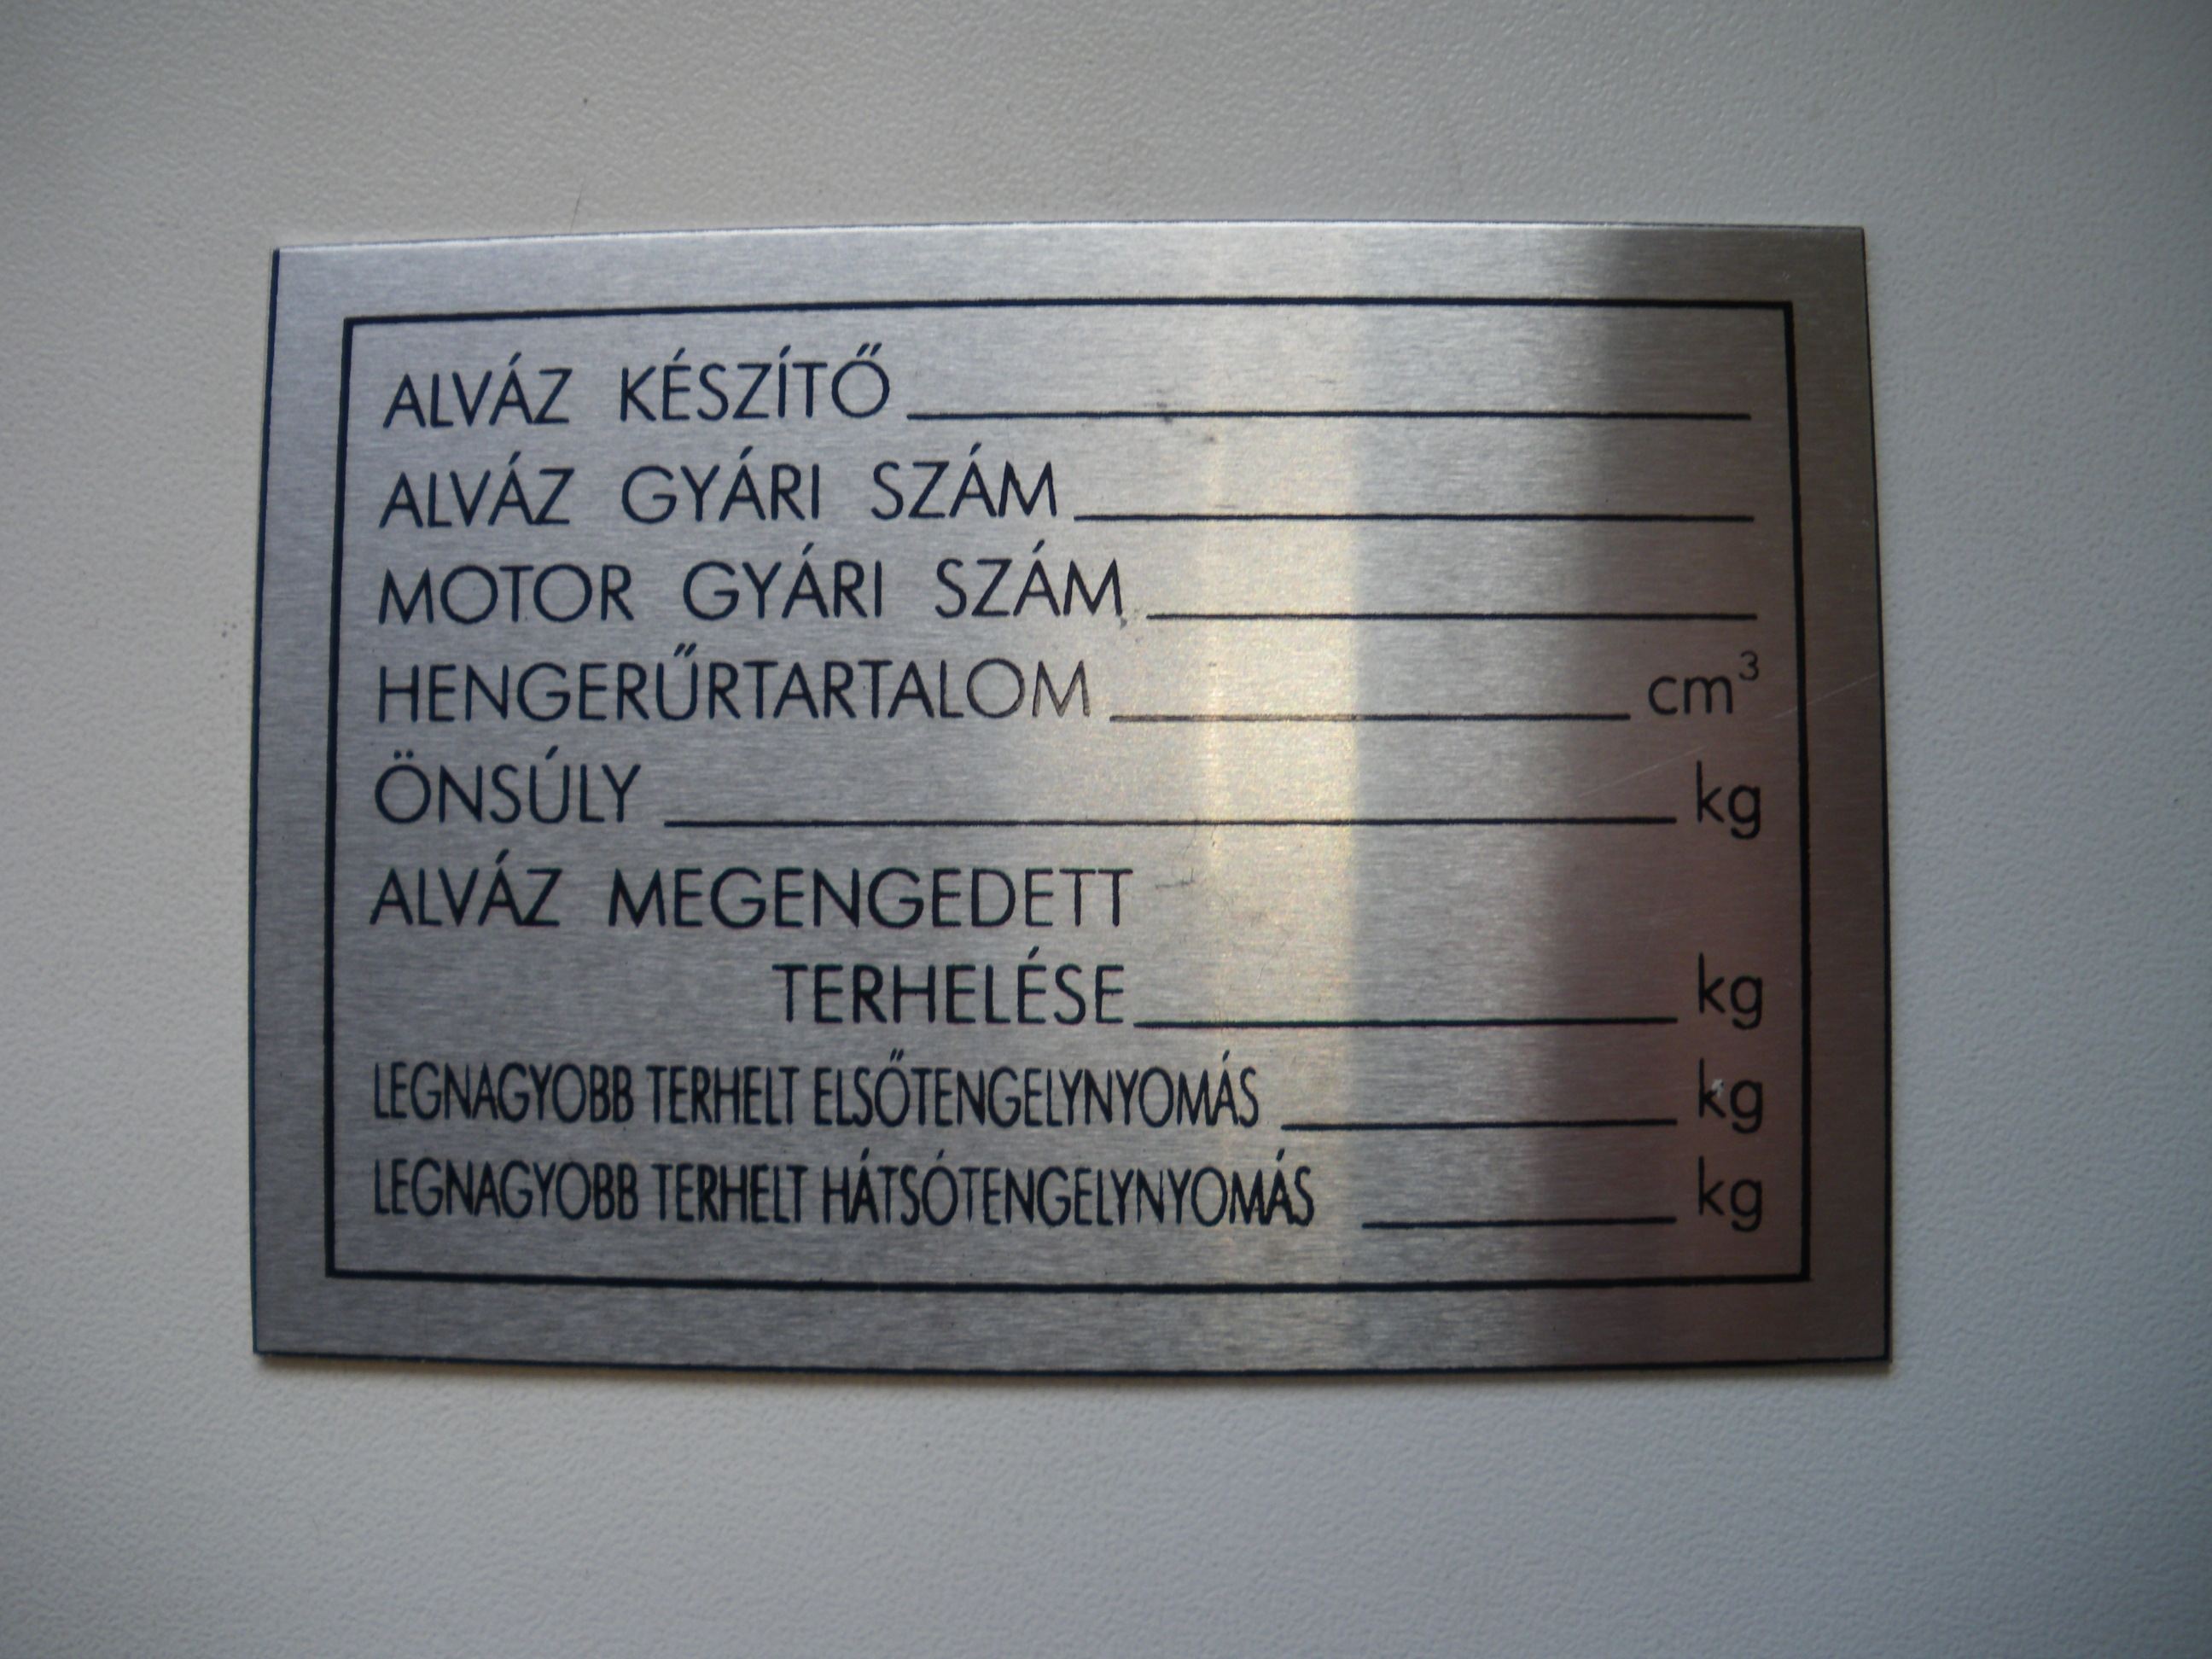 ALVÁZ KÉSZÍTŐ
ALVÁZ GYÁRI SZÁM
MOTOR GYÁRI SZÁM
HENGERŰRTARTALOM cm³
ÖNSÚLY kg
ALVÁZ MEGENGEDETT
TERHELÉSE kg
LEGNAGYOBB TERHELT ELSŐTENGELYNYOMÁS kg
LEGNAGYOBB TERHELT HÁTSÓTENGELYNYOMÁS kg